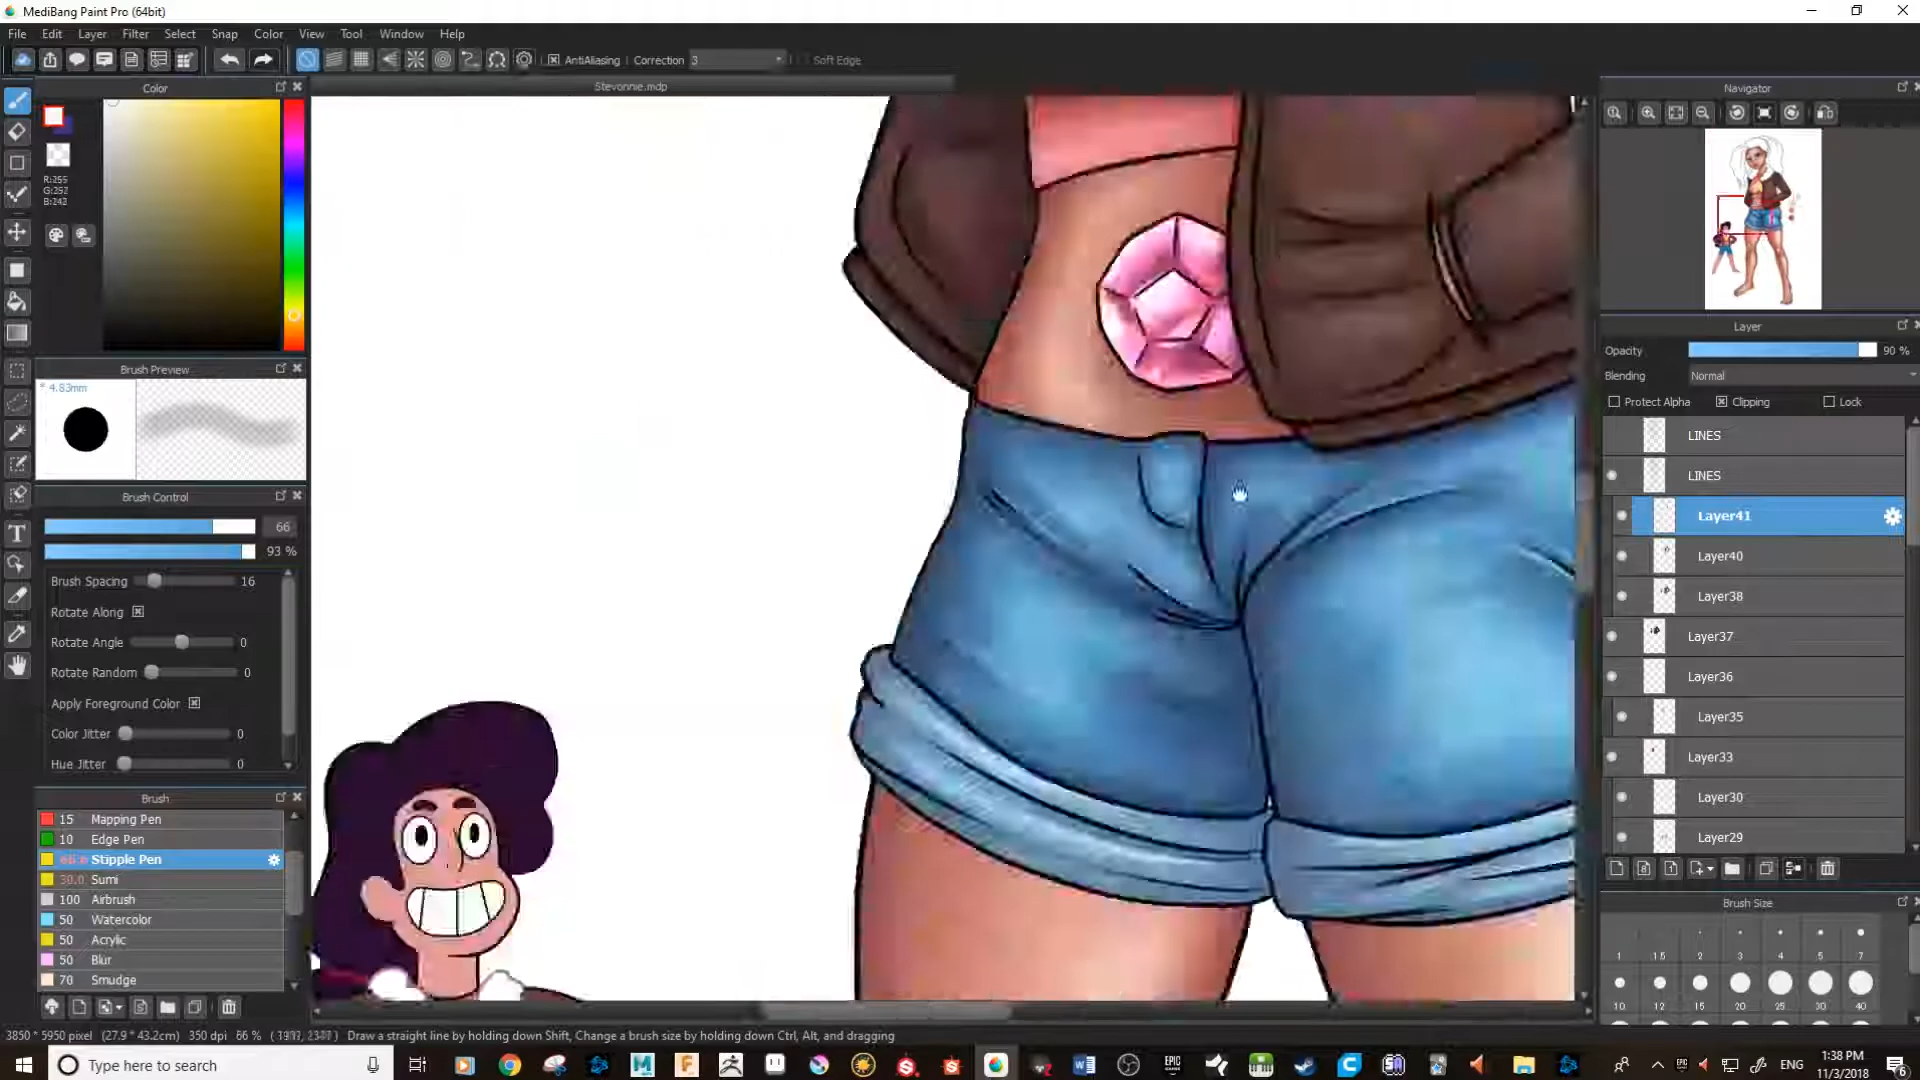 MediBang Paint Pro (64bit)
File Edit Layer Filter Select Snap Color View Tool Window Help
AntiAliasing Correction 3 Soft Edge
Color Stevonnie.mdp Navigator
R:255
G:252
B:242
Layer
Opacity 90 %
Blending Normal
Protect Alpha Clipping Lock
Brush Preview
4.83mm
LINES
LINES
Layer41
Layer40
Layer38
Layer37
Layer36
Layer35
Layer33
Layer30
Layer29
Brush Control
66
93 %
Brush Spacing 16
Rotate Along
Rotate Angle 0
Rotate Random 0
Apply Foreground Color
Color Jitter 0
Hue Jitter 0
Brush
15 Mapping Pen
10 Edge Pen
Stipple Pen
30.0 Sumi
100 Airbrush
50 Watercolor
50 Acrylic
50 Blur
70 Smudge
Brush Size
1 1.5 2 3 4 5 7
10 12 15 20 25 30 40
3850 * 5950 pixel (27.9 * 43.2cm) 350 dpi 66 % Draw a straight line by holding down Shift, Change a brush size by holding down Ctrl, Alt, and dragging
Type here to search
ENG
1:38 PM
11/3/2018
6